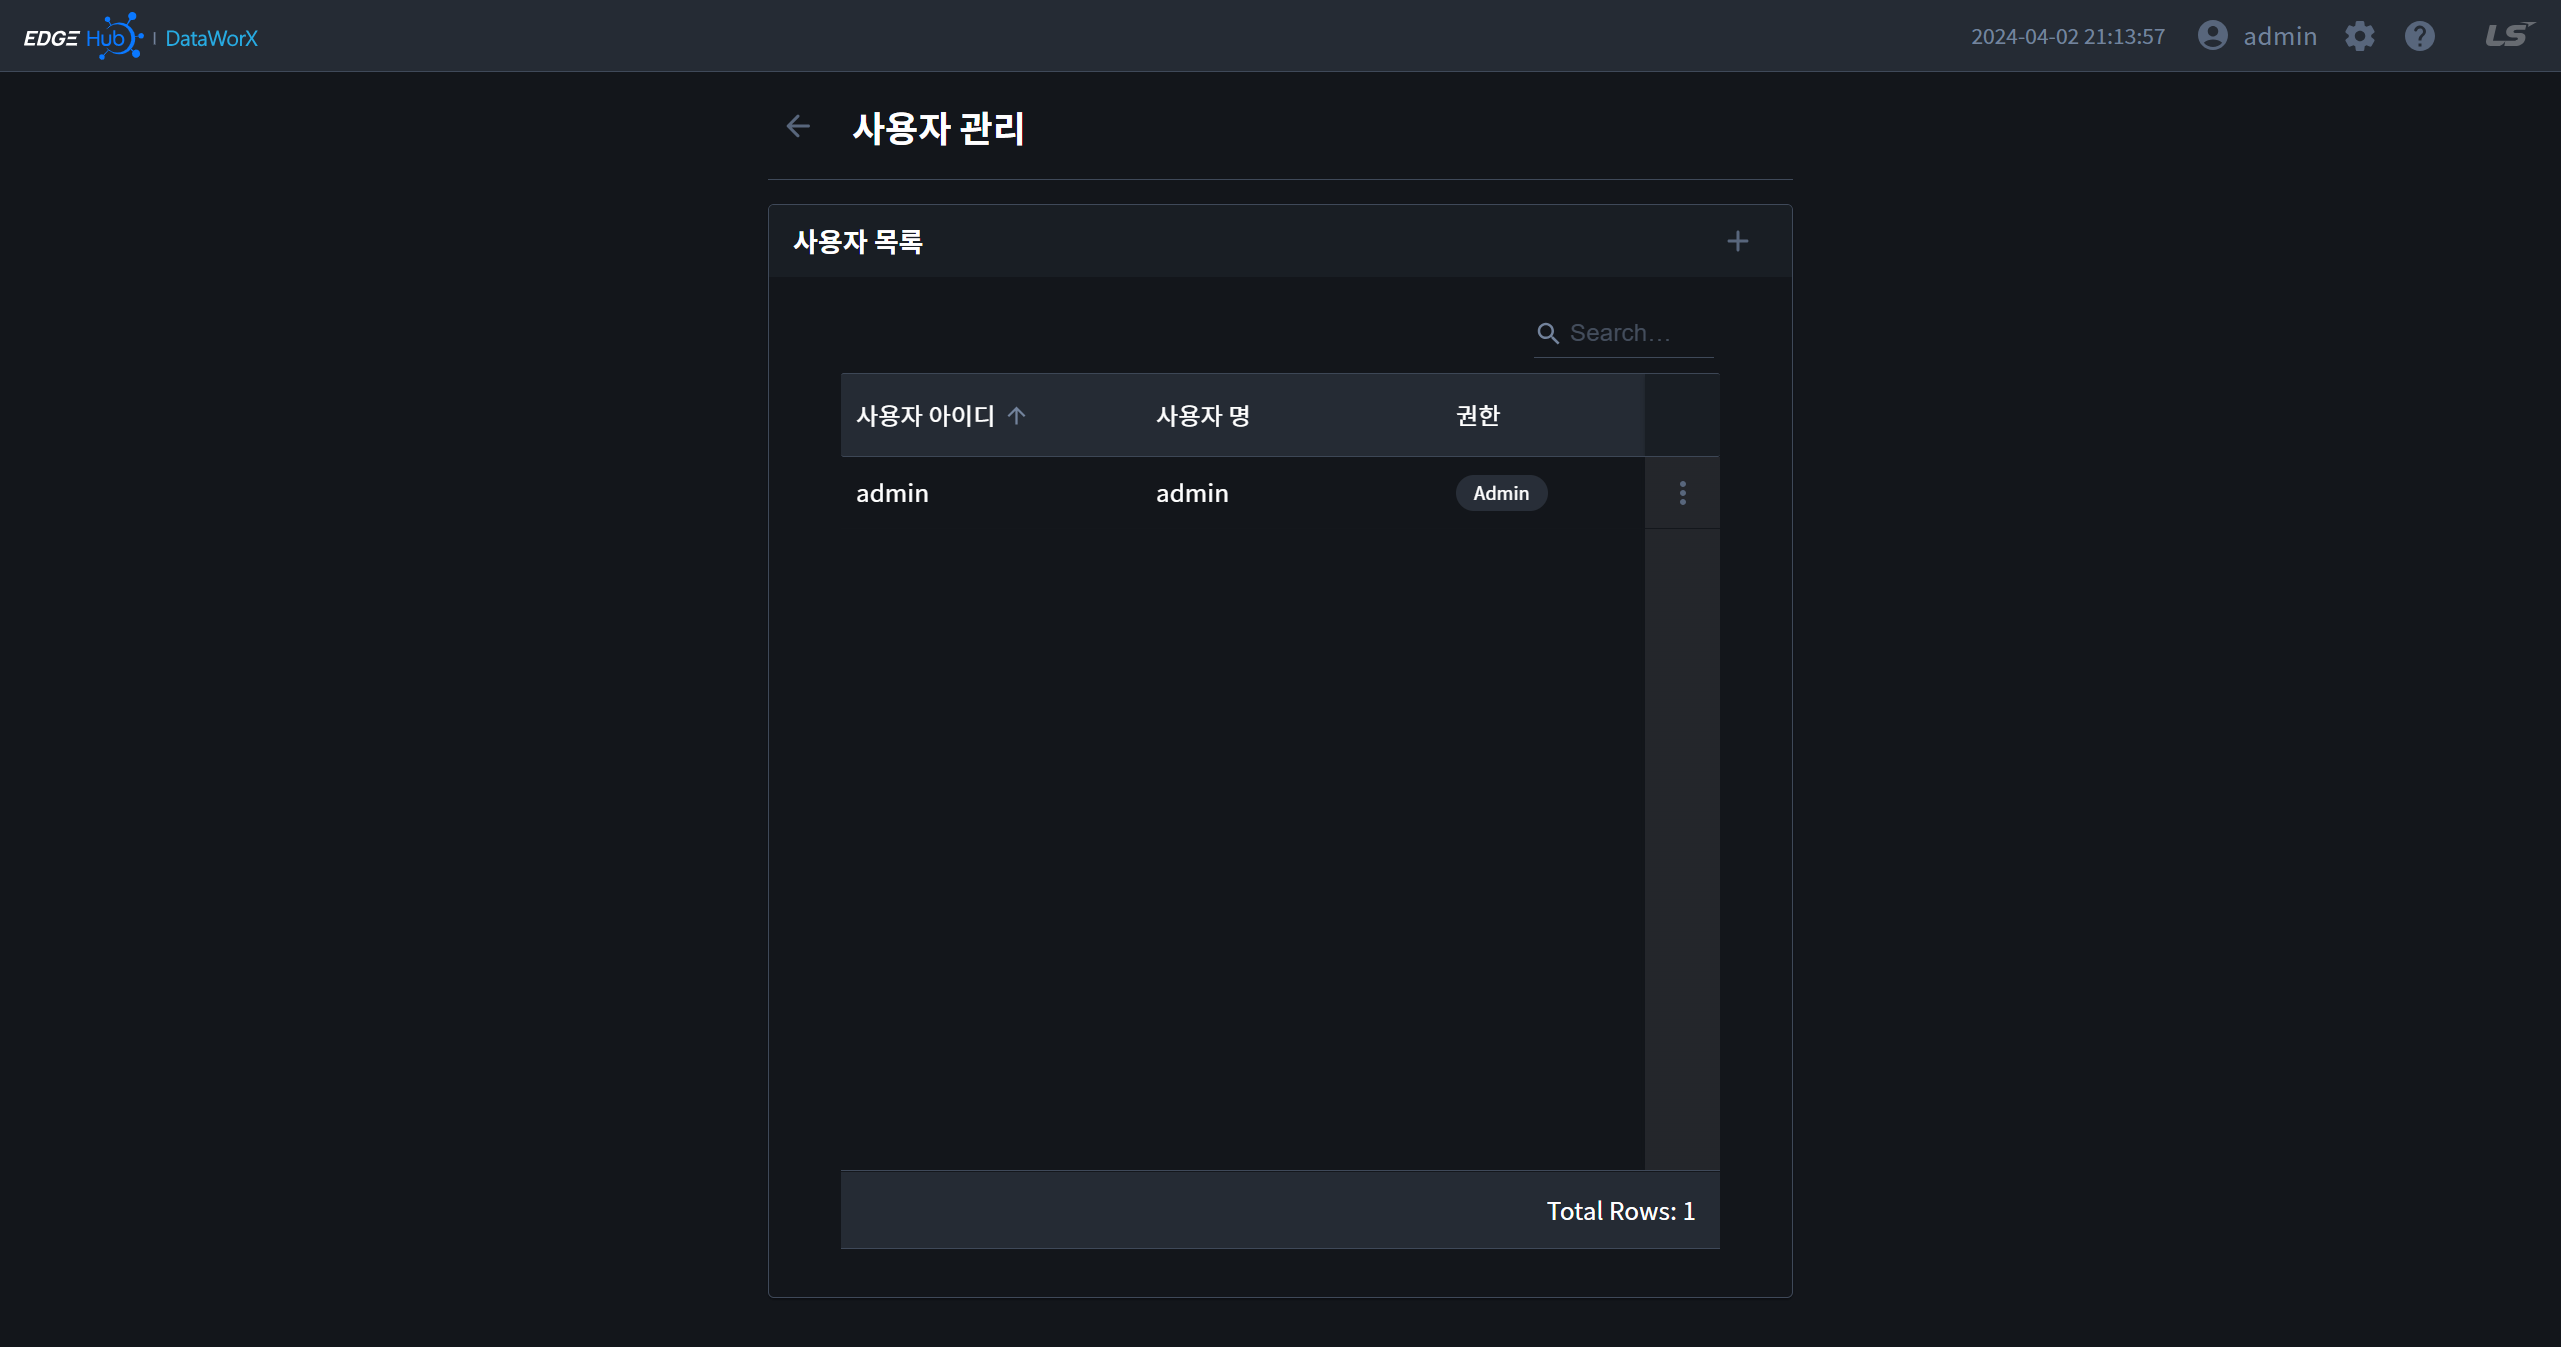 EDGE Hub | DataWorX 2024-04-02 21:13:57 admin LS
사용자 관리
사용자 목록
Search...
사용자 아이디 사용자 명 권한
admin admin Admin
Total Rows: 1